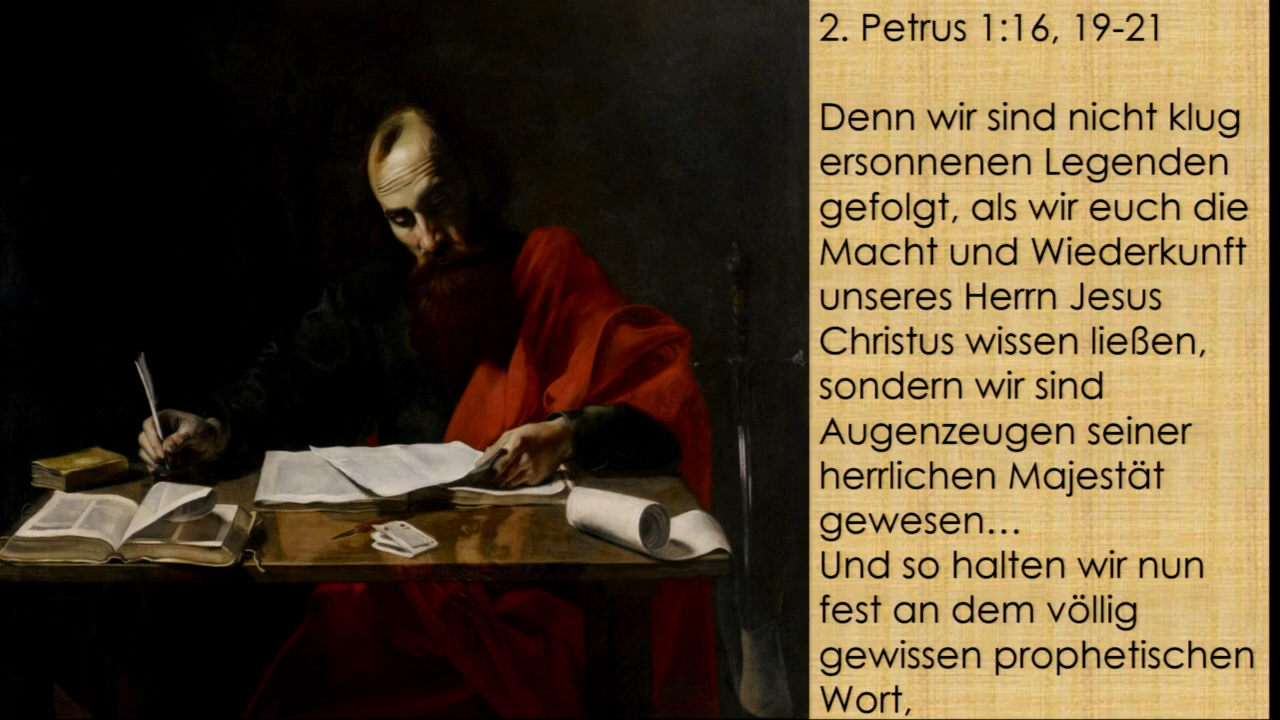 2. Petrus 1:16, 19-21
Denn wir sind nicht klug
ersonnenen Legenden
gefolgt, als wir euch die
Macht und Wiederkunft
unseres Herrn Jesus
Christus wissen ließen,
sondern wir sind
Augenzeugen seiner
herrlichen Majestät
gewesen...
Und so halten wir nun
fest an dem völlig
gewissen prophetischen
Wort,